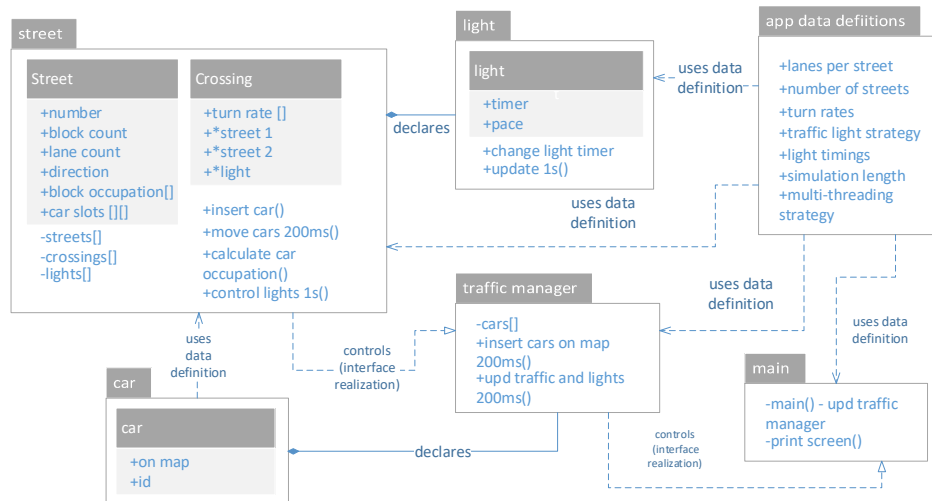 street
Street
+number
+block count
+lane count
+direction
+block occupation[]
+car slots [][]
-streets[]
-crossings[]
-lights[]
Crossing
+turn rate []
+*street 1
+*street 2
+*light
+insert car()
+move cars 200ms()
+calculate car
occupation()
+control lights 1s()
declares
light
light
+timer
+pace
+change light timer
+update 1s()
uses data
definition
app data defiitions
+lanes per street
+number of streets
+turn rates
+traffic light strategy
+light timings
+simulation length
+multi-threading
strategy
uses data
definition
traffic manager
-cars[]
+insert cars on map
200ms()
+upd traffic and lights
200ms()
uses data
definition
uses data
definition
main
-main() - upd traffic
manager
-print screen()
controls
(interface
realization)
controls
(interface
realization)
uses
data
definition
car
car
+on map
+id
declares